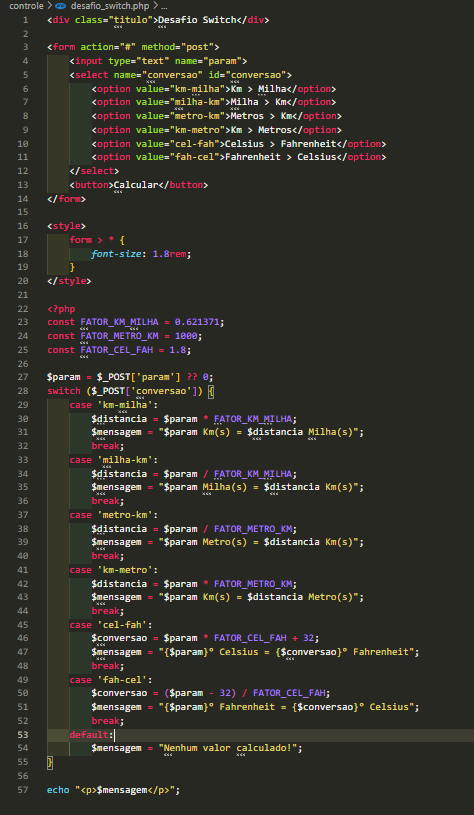 controle > desafio_switch.php > ...
1 <div class="titulo">Desafio Switch</div>
2
3 <form action="#" method="post">
4     <input type="text" name="param">
5     <select name="conversao" id="conversao">
6         <option value="km-milha">Km > Milha</option>
7         <option value="milha-km">Milha > Km</option>
8         <option value="metro-km">Metros > Km</option>
9         <option value="km-metro">Km > Metros</option>
10         <option value="cel-fah">Celsius > Fahrenheit</option>
11         <option value="fah-cel">Fahrenheit > Celsius</option>
12     </select>
13     <button>Calcular</button>
14 </form>
15
16 <style>
17     form > * {
18         font-size: 1.8rem;
19     }
20 </style>
21
22 <?php
23 const FATOR_KM_MILHA = 0.621371;
24 const FATOR_METRO_KM = 1000;
25 const FATOR_CEL_FAH = 1.8;
26
27 $param = $_POST['param'] ?? 0;
28 switch ($_POST['conversao']) {
29     case 'km-milha':
30         $distancia = $param * FATOR_KM_MILHA;
31         $mensagem = "$param Km(s) = $distancia Milha(s)";
32         break;
33     case 'milha-km':
34         $distancia = $param / FATOR_KM_MILHA;
35         $mensagem = "$param Milha(s) = $distancia Km(s)";
36         break;
37     case 'metro-km':
38         $distancia = $param / FATOR_METRO_KM;
39         $mensagem = "$param Metro(s) = $distancia Km(s)";
40         break;
41     case 'km-metro':
42         $distancia = $param * FATOR_METRO_KM;
43         $mensagem = "$param Km(s) = $distancia Metro(s)";
44         break;
45     case 'cel-fah':
46         $conversao = $param * FATOR_CEL_FAH + 32;
47         $mensagem = "{$param}º Celsius = {$conversao}º Fahrenheit";
48         break;
49     case 'fah-cel':
50         $conversao = ($param - 32) / FATOR_CEL_FAH;
51         $mensagem = "{$param}º Fahrenheit = {$conversao}º Celsius";
52         break;
53     default:
54         $mensagem = "Nenhum valor calculado!";
55 }
56
57 echo "<p>$mensagem</p>";